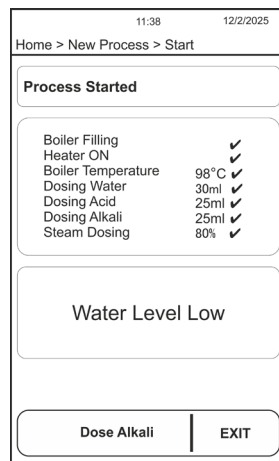 11:38 12/2/2025
Home > New Process > Start
Process Started
Boiler Filling ✔
Heater ON ✔
Boiler Temperature 98°C ✔
Dosing Water 30ml ✔
Dosing Acid 25ml ✔
Dosing Alkali 25ml ✔
Steam Dosing 80% ✔
Water Level Low
Dose Alkali EXIT